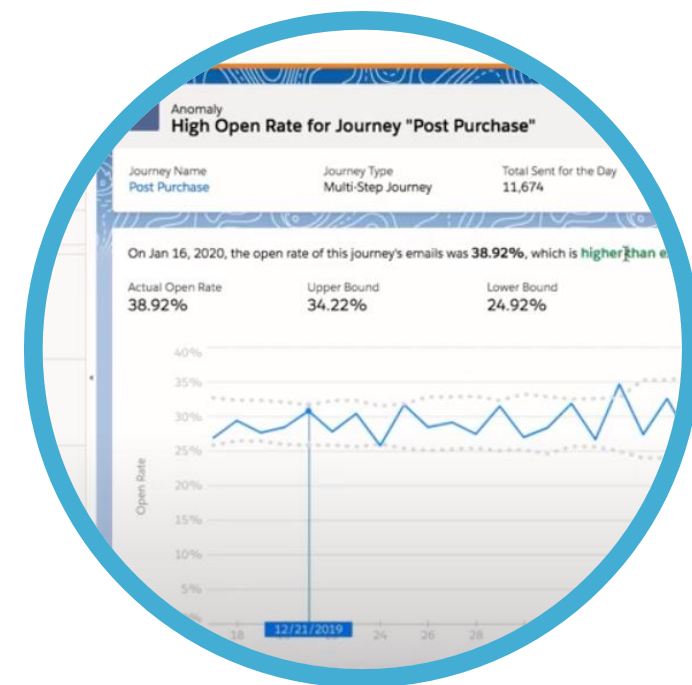 Anomaly
High Open Rate for Journey "Post Purchase"
Journey Name Journey Type Total Sent for the Day
Post Purchase Multi-Step Journey 11,674
On Jan 16, 2020, the open rate of this journey's emails was 38.92%, which is higher than
Actual Open Rate Upper Bound Lower Bound
38.92% 34.22% 24.92%
40%
35%
30%
25%
20%
15%
10%
5%
Open Rate
18 12/21/2019 24 26 28